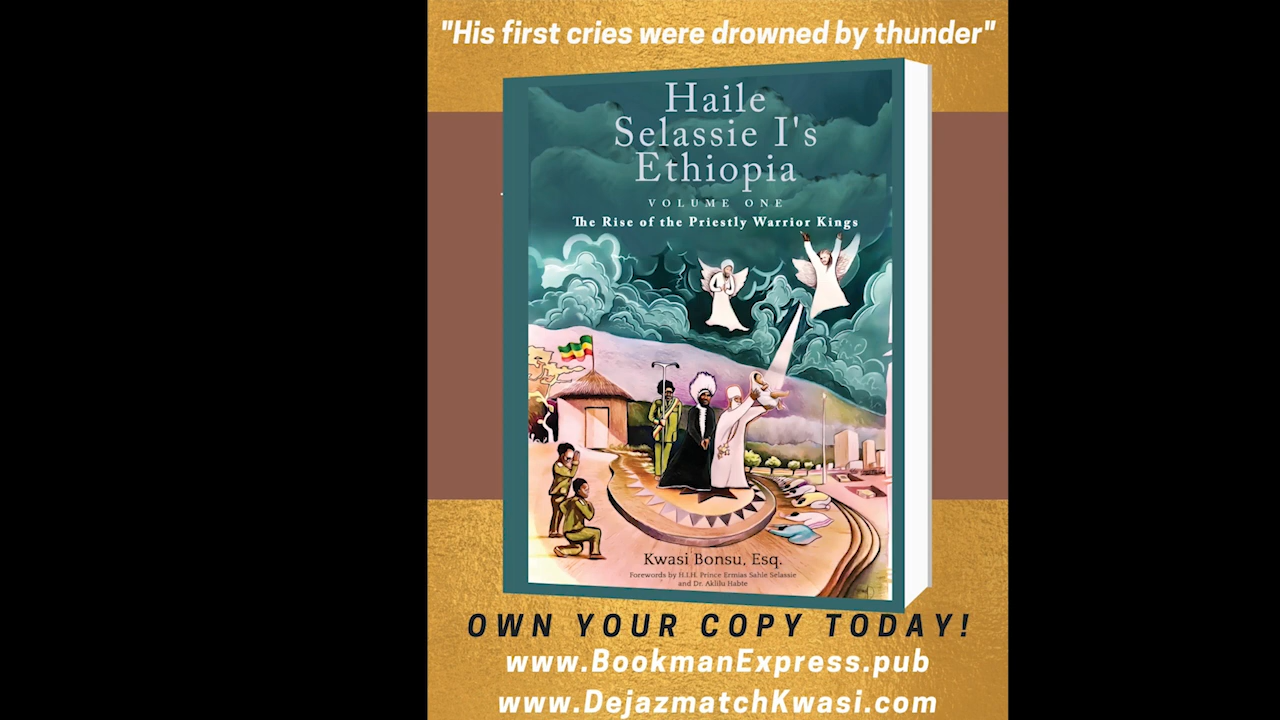 "His first cries were drowned by thunder"
Haile
Selassie I's
Ethiopia
VOLUME ONE
The Rise of the Priestly Warrior Kings
Kwasi Bonsu, Esq.
Forewords by H.I.H. Prince Ermias Sahle Selassie
and Dr. Aklilu Habte
OWN YOUR COPY TODAY!
www.BookmanExpress.pub
www.DejazmatchKwasi.com